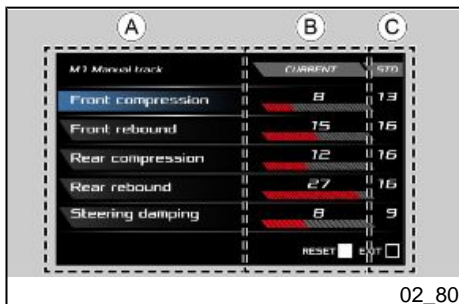 A B C
M1 Manual track CURRENT STD
Front compression 8 13
Front rebound 15 16
Rear compression 12 16
Rear rebound 27 16
Steering damping 8 9
RESET EXIT
02_80